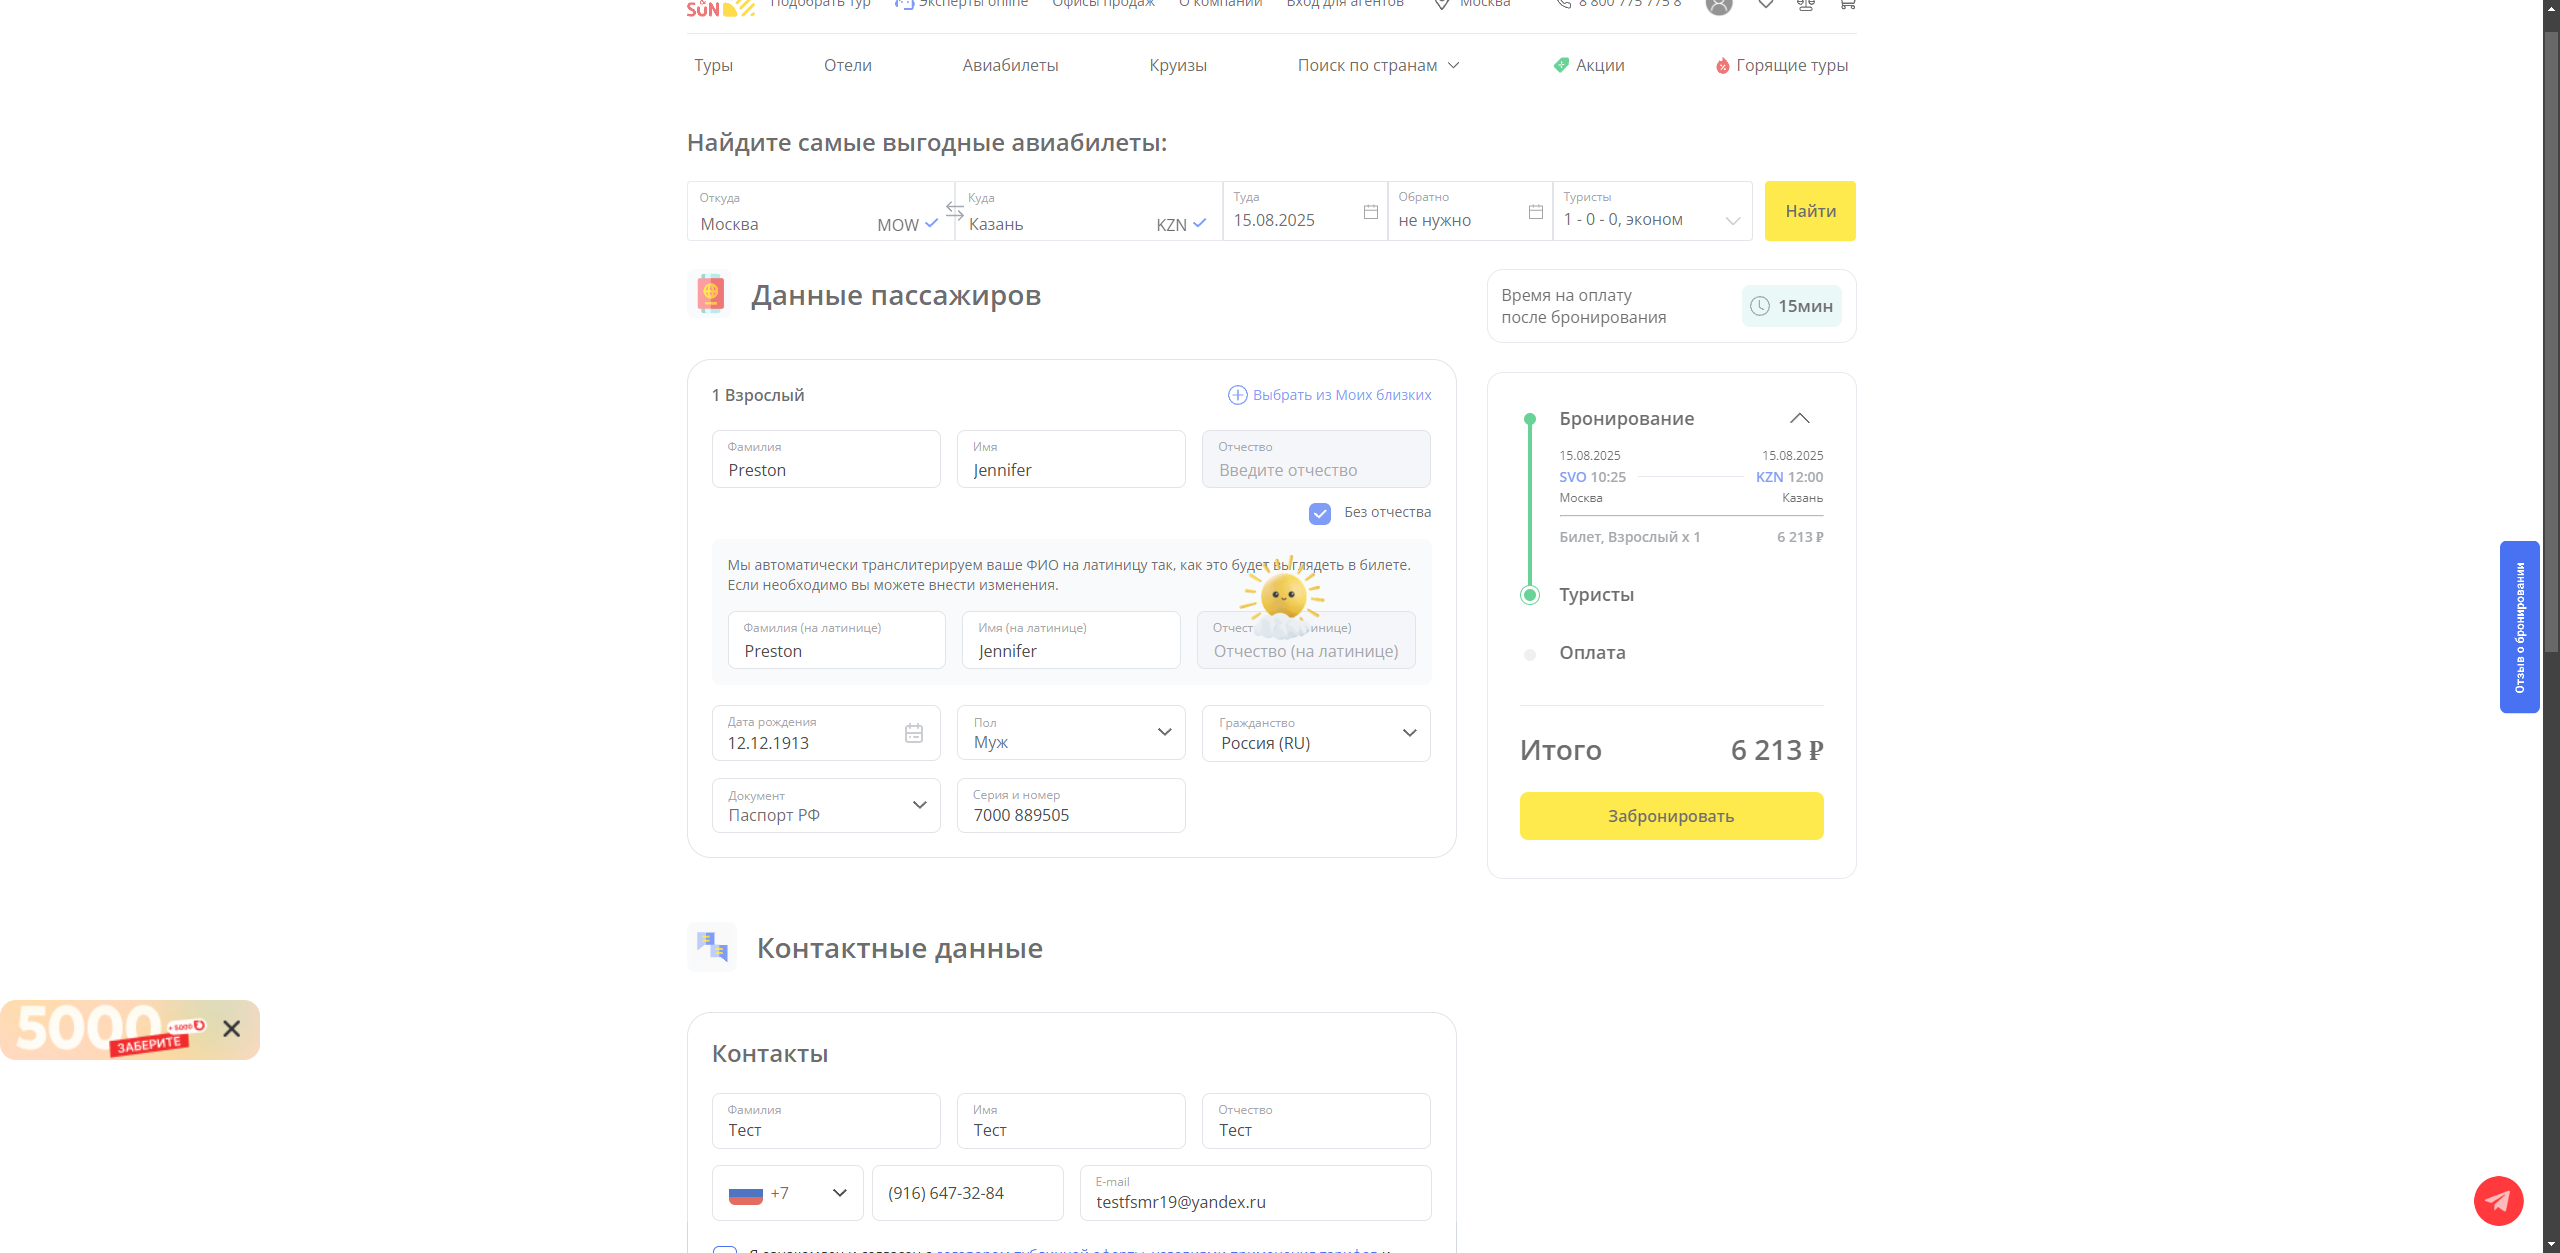 SUN
Подобрать тур
Эксперты online
Офисы продаж
О компании
Вход для агентов
Москва
8 800 775 775 8
Туры
Отели
Авиабилеты
Круизы
Поиск по странам
Акции
Горящие туры
Найдите самые выгодные авиабилеты:
Откуда
Москва
MOW
Куда
Казань
KZN
Туда
15.08.2025
Обратно
не нужно
Туристы
1 - 0 - 0, эконом
Найти
Данные пассажиров
1 Взрослый
Выбрать из Моих близких
Фамилия
Preston
Имя
Jennifer
Отчество
Введите отчество
Без отчества
Мы автоматически транслитерируем ваше ФИО на латиницу так, как это будет выглядеть в билете.
Если необходимо вы можете внести изменения.
Фамилия (на латинице)
Preston
Имя (на латинице)
Jennifer
Отчество (на латинице)
Дата рождения
12.12.1913
Пол
Муж
Гражданство
Россия (RU)
Документ
Паспорт РФ
Серия и номер
7000 889505
Время на оплату
после бронирования
15мин
Бронирование
15.08.2025
15.08.2025
SVO 10:25
KZN 12:00
Москва
Казань
Билет, Взрослый x 1
6 213 ₽
Туристы
Оплата
Итого
6 213 ₽
Забронировать
Отзыв о бронировании
Контактные данные
5000
+5000
ЗАБЕРИТЕ
Контакты
Фамилия
Тест
Имя
Тест
Отчество
Тест
+7
(916) 647-32-84
E-mail
testfsmr19@yandex.ru
Я ознакомлен и согласен с договором публичной оферты, условиями применения тарифов и